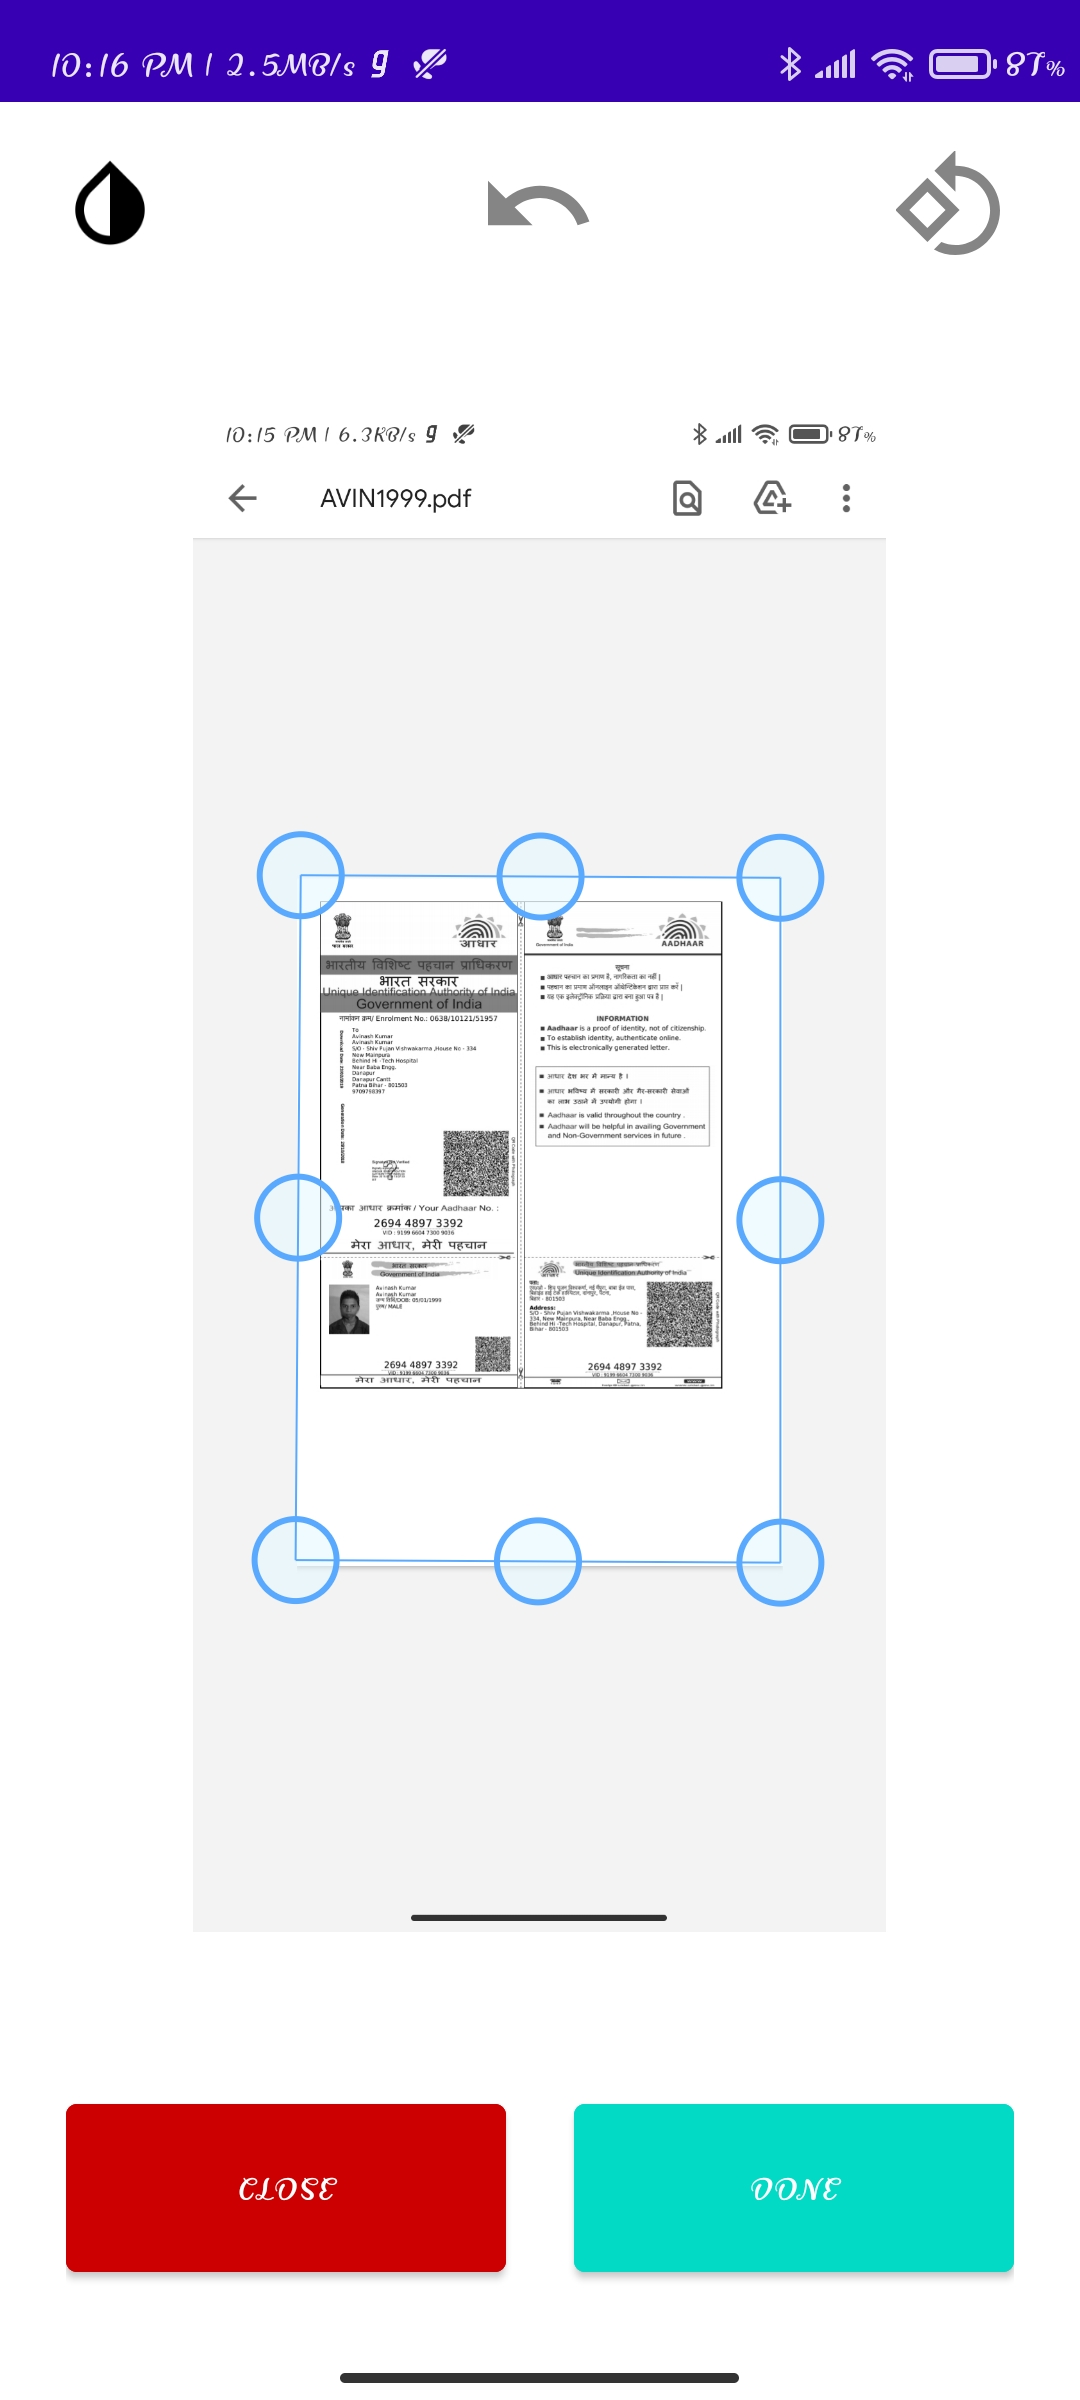 10:16 PM | 2.5MB/s
87%
10:15 PM | 6.3KB/s
87%
AVIN1999.pdf
आधार
भारतीय विशिष्ट पहचान प्राधिकरण
भारत सरकार
Unique Identification Authority of India
Government of India
नामांकन क्रम/ Enrolment No.: 0638/10121/51957
To
Avinash Kumar
Avinash Kumar
S/O - Shiv Pujan Vishwakarma ,House No - 334
New Mainpura
Behind Hi -Tech Hospital
Near Baba Engg.
Danapur
Danapur Cantt
Patna Bihar - 801503
9709798397
आपका आधार क्रमांक / Your Aadhaar No. :
2694 4897 3392
VID : 9199 6604 7300 9036
मेरा आधार, मेरी पहचान
भारत सरकार
Government of India
Avinash Kumar
Avinash Kumar
जन्म तिथि/DOB: 05/01/1999
पुरुष/ MALE
2694 4897 3392
VID : 9199 6604 7300 9036
मेरा आधार, मेरी पहचान
Government of India
AADHAAR
सूचना
■ आधार पहचान का प्रमाण है, नागरिकता का नहीं |
■ पहचान का प्रमाण ऑनलाइन ऑथेन्टिकेशन द्वारा प्राप्त करें |
■ यह एक इलेक्ट्रॉनिक प्रक्रिया द्वारा बना हुआ पत्र है |
INFORMATION
■ Aadhaar is a proof of identity, not of citizenship.
■ To establish identity, authenticate online.
■ This is electronically generated letter.
■ आधार देश भर में मान्य है ।
■ आधार भविष्य में सरकारी और गैर-सरकारी सेवाओं
का लाभ उठाने में उपयोगी होगा ।
■ Aadhaar is valid throughout the country .
■ Aadhaar will be helpful in availing Government
and Non-Government services in future .
भारतीय विशिष्ट पहचान प्राधिकरण
Unique Identification Authority of India
Address:
S/O - Shiv Pujan Vishwakarma ,House No -
334, New Mainpura, Near Baba Engg.,
Behind Hi -Tech Hospital, Danapur, Patna,
Bihar - 801503
2694 4897 3392
VID : 9199 6604 7300 9036
CLOSE
DONE